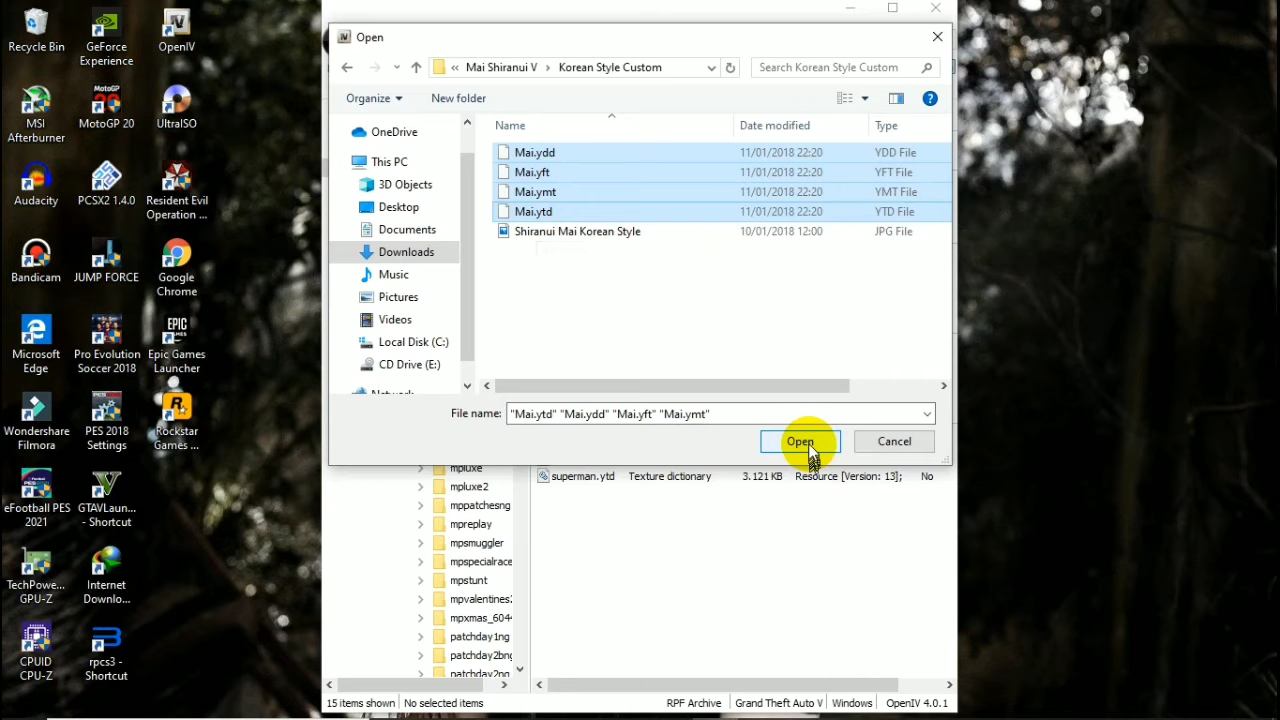 Recycle Bin
GeForce Experience
OpenIV
MSI Afterburner
MotoGP 20
UltraISO
Audacity
PCSX2 1.4.0
Resident Evil Operation ...
Bandicam
JUMP FORCE
Google Chrome
Microsoft Edge
Pro Evolution Soccer 2018
Epic Games Launcher
Wondershare Filmora
PES 2018 Settings
Rockstar Games ...
eFootball PES 2021
GTAVLaun... - Shortcut
TechPowe... GPU-Z
Internet Downlo...
CPUID CPU-Z
rpcs3 - Shortcut
Open
« Mai Shiranui V › Korean Style Custom
Search Korean Style Custom
Organize
New folder
Name Date modified Type
OneDrive
This PC
3D Objects
Desktop
Documents
Downloads
Music
Pictures
Videos
Local Disk (C:)
CD Drive (E:)
Network
Mai.ydd 11/01/2018 22:20 YDD File
Mai.yft 11/01/2018 22:20 YFT File
Mai.ymt 11/01/2018 22:20 YMT File
Mai.ytd 11/01/2018 22:20 YTD File
Shiranui Mai Korean Style 10/01/2018 12:00 JPG File
File name: "Mai.ytd" "Mai.ydd" "Mai.yft" "Mai.ymt"
Open
Cancel
mpluxe
mpluxe2
mppatchesng
mpreplay
mpsmuggler
mpspecialrace
mpstunt
mpvalentines2
mpxmas_604
patchday1ng
patchday2bng
patchday2ng
superman.ytd Texture dictionary 3.121 KB Resource [Version: 13]; No
15 items shown No selected items RPF Archive Grand Theft Auto V Windows OpenIV 4.0.1